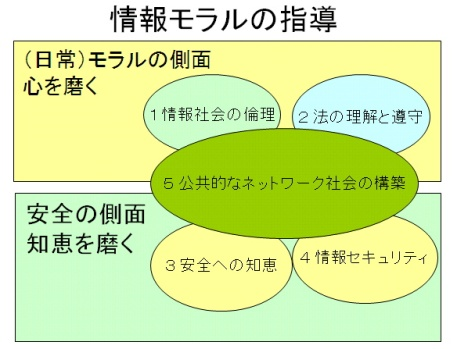 情報モラルの指導
（日常）モラルの側面
心を磨く
１情報社会の倫理
２法の理解と遵守
５公共的なネットワーク社会の構築
安全の側面
知恵を磨く
３安全への知恵
４情報セキュリティ